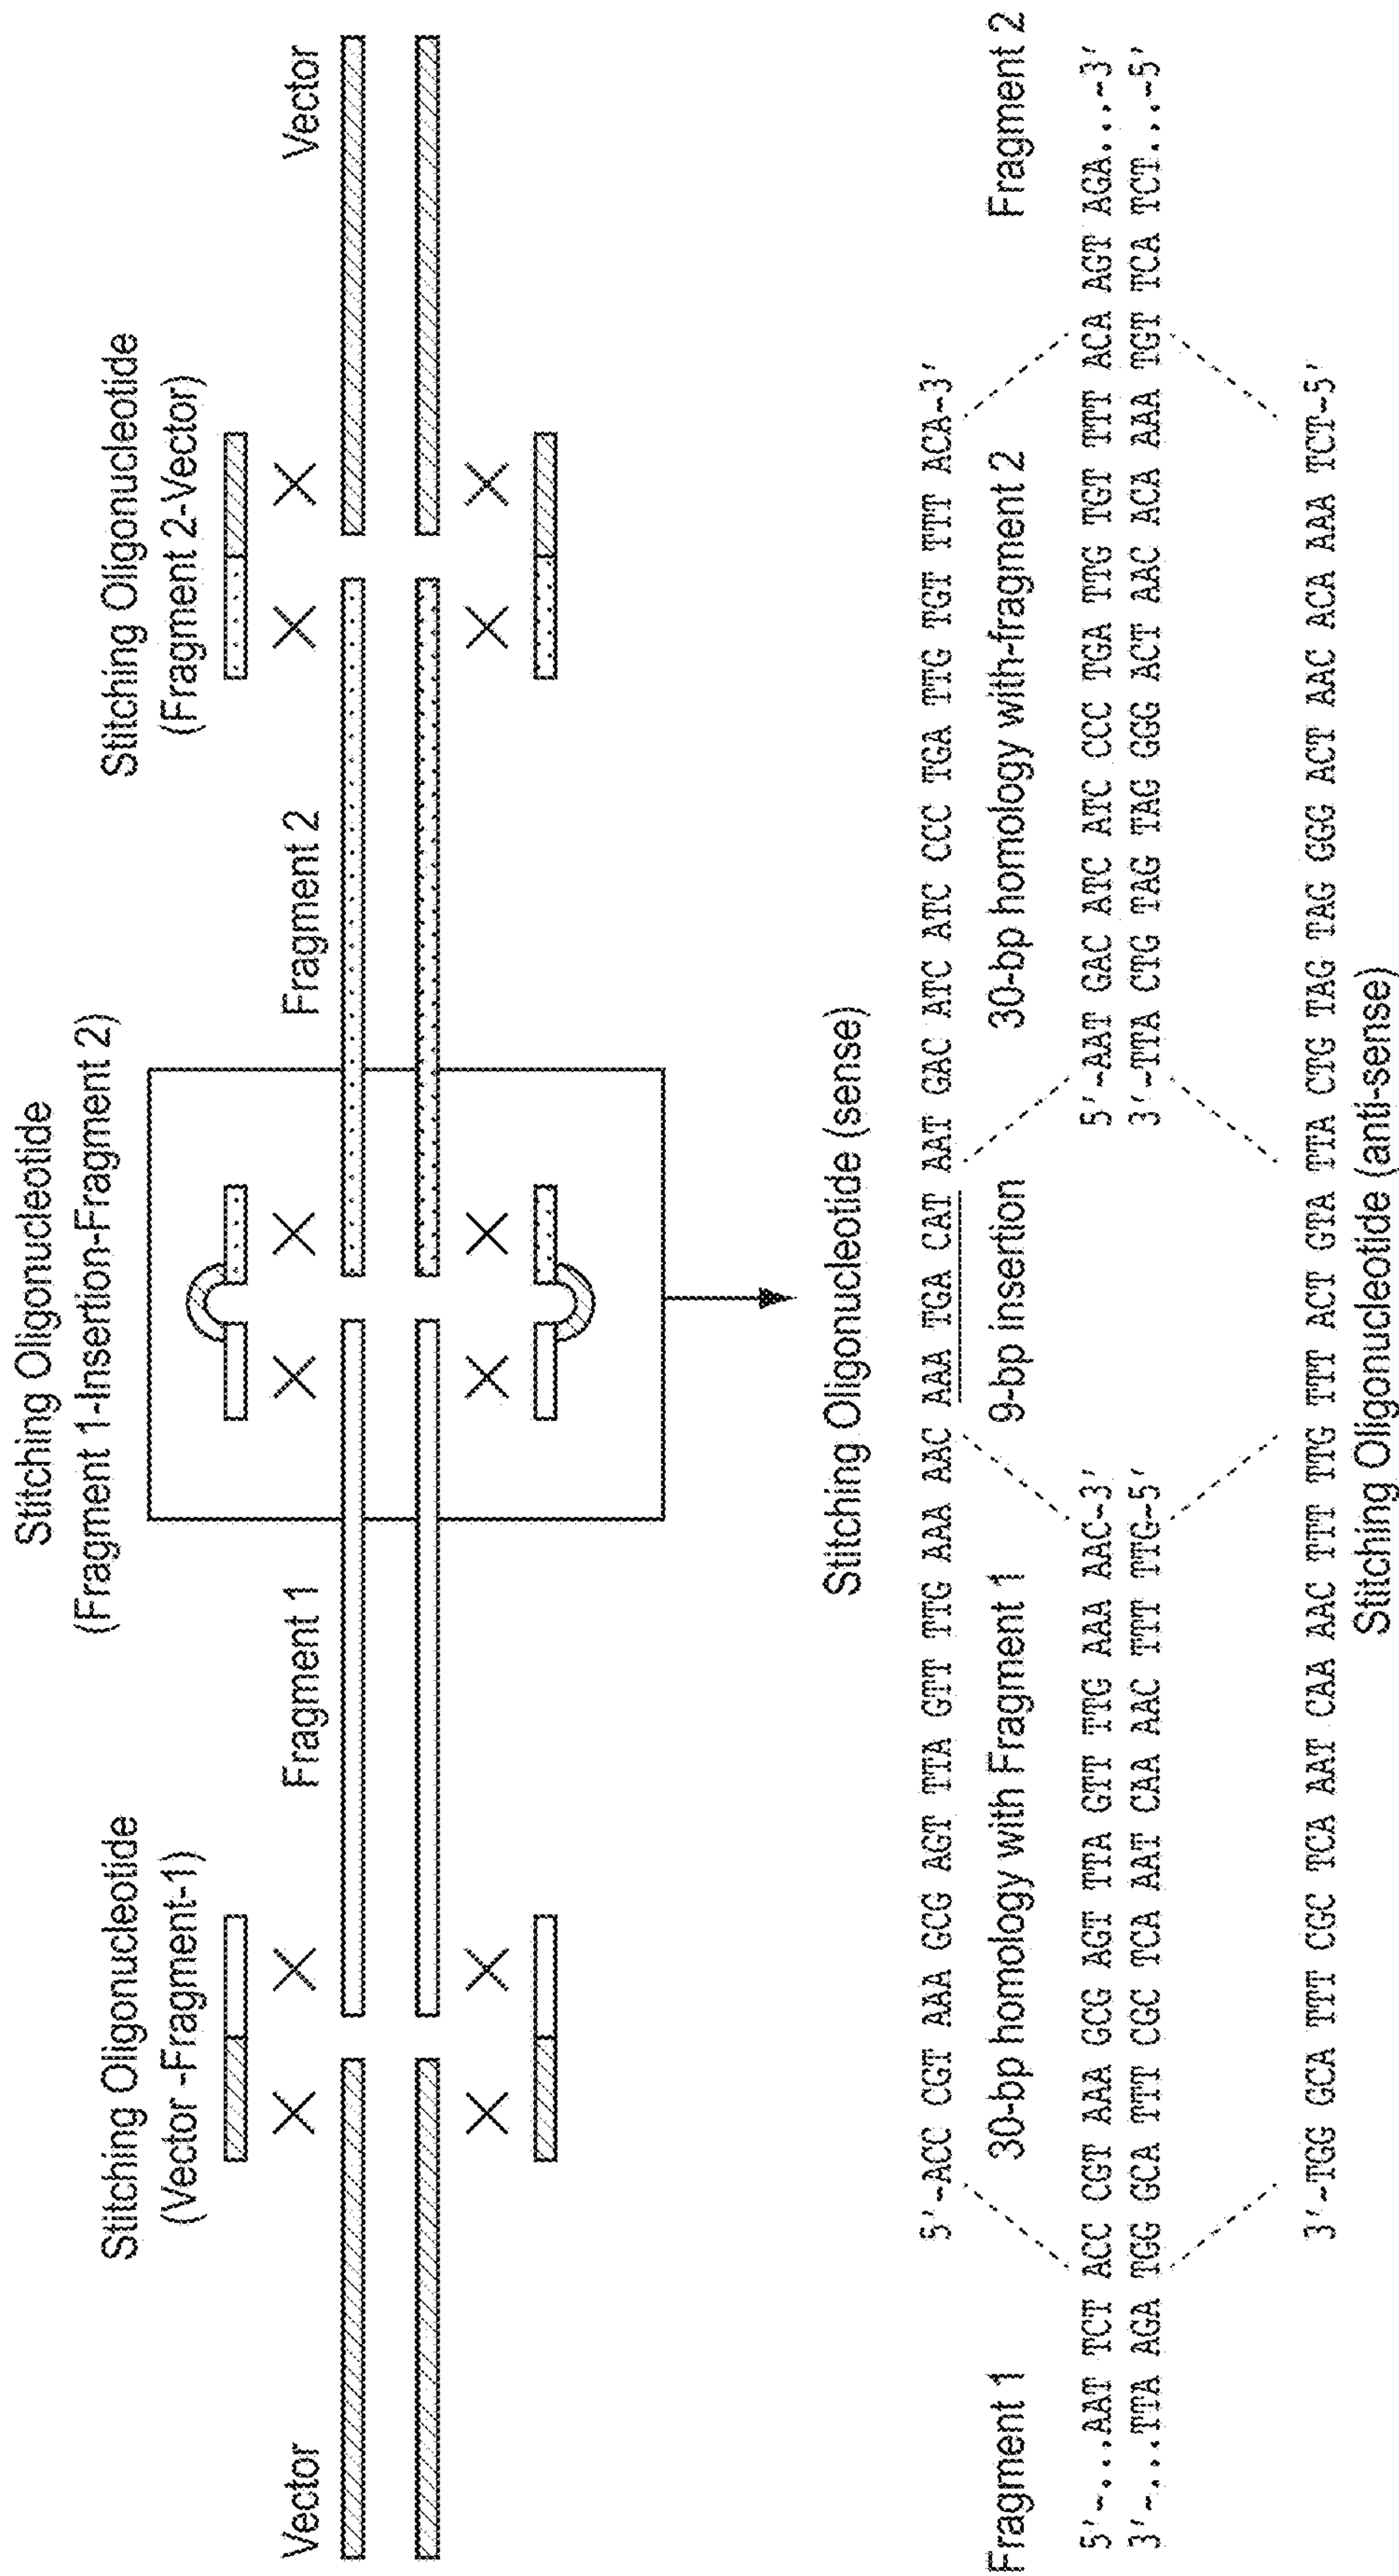 Stitching Oligonucleotide
(Fragment 1-Insertion-Fragment 2)
Stitching Oligonucleotide
(Vector -Fragment-1)
Stitching Oligonucleotide
(Fragment 2-Vector)
Vector
Fragment 1
Fragment 2
Vector
Stitching Oligonucleotide (sense)
5'-ACC CGT AAA GCG AGT TTA GTT TTG AAA AAC AAA TGA CAT AAT GAC ATC ATC CCC TGA TTG TGT TTT ACA-3'
Fragment 1
30-bp homology with Fragment 1
9-bp insertion
30-bp homology with-fragment 2
Fragment 2
5'-...AAT TCT ACC CGT AAA GCG AGT TTA GTT TTG AAA AAC-3'
5'-AAT GAC ATC ATC CCC TGA TTG TGT TTT ACA AGT AGA...-3'
3'-...TTA AGA TGG GCA TTT CGC TCA AAT CAA AAC TTT TTG-5'
3'-TTA CTG TAG TAG GGG ACT AAC ACA AAA TGT TCA TCT...-5'
3'-TGG GCA TTT CGC TCA AAT CAA AAC TTT TTG TTT ACT GTA TTA CTG TAG TAG GGG ACT AAC ACA AAA TCT-5'
Stitching Oligonucleotide (anti-sense)